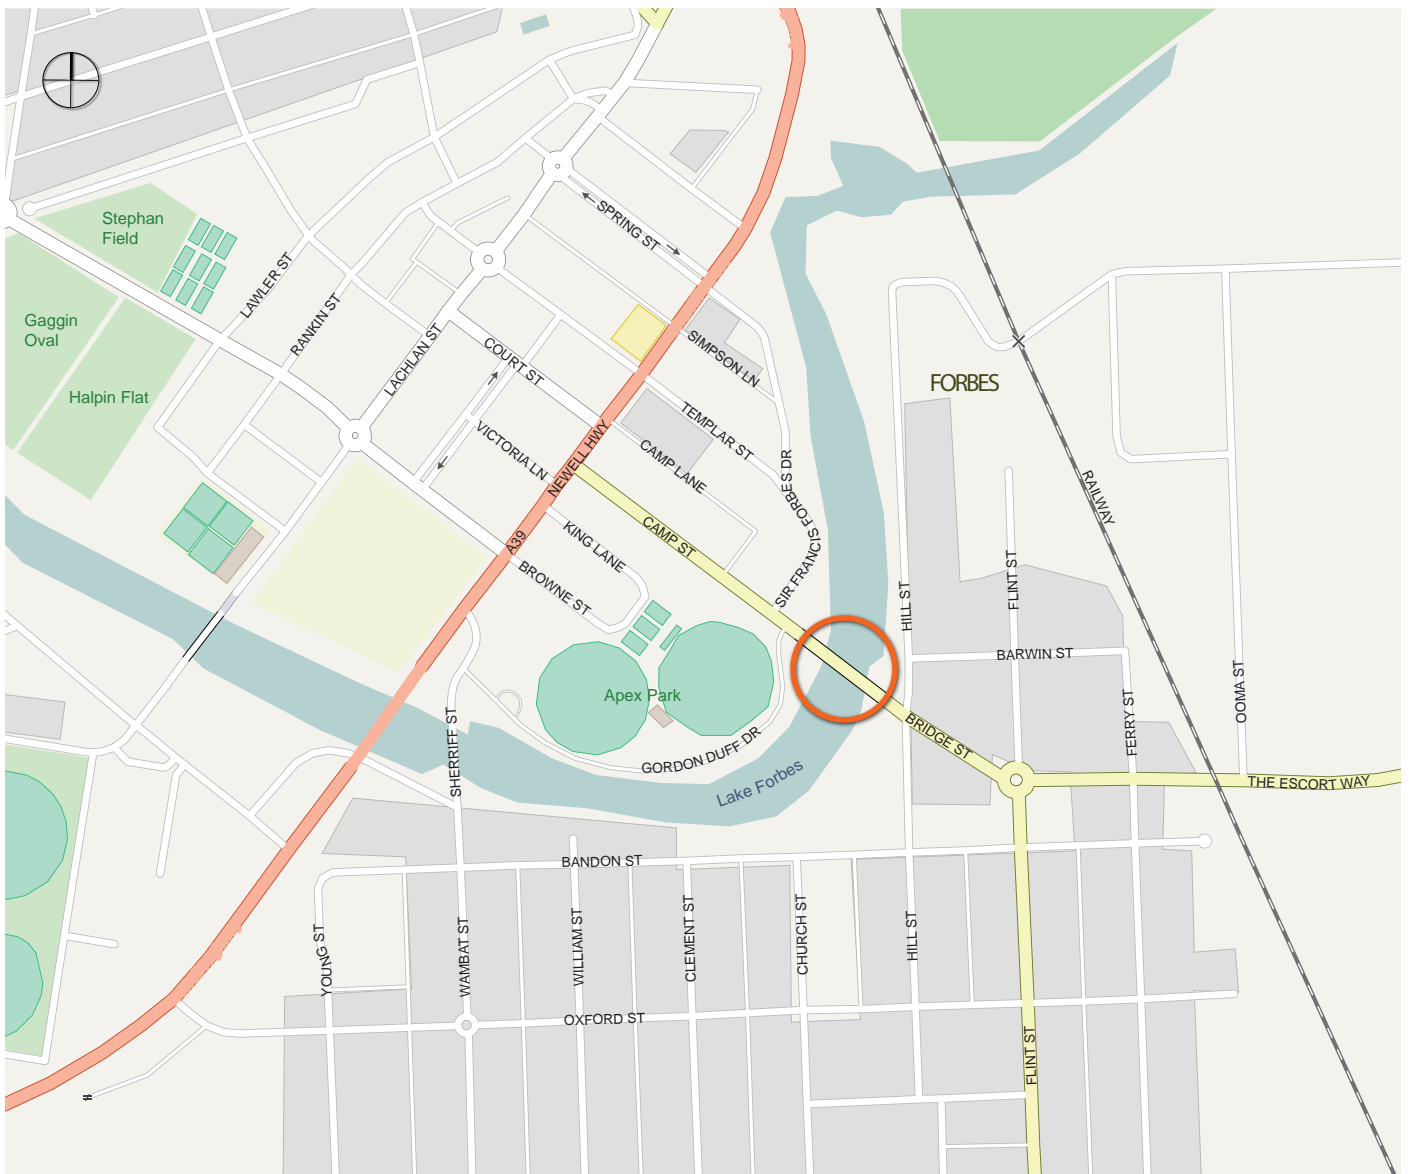 SPRING ST
Stephan
Field
LAWLER ST
RANKIN ST
Gaggin
Oval
LACHLAN ST
COURT ST
SIMPSON LN
FORBES
Halpin Flat
TEMPLAR ST
VICTORIA LN
NEWELL HWY
CAMP LANE
SIR FRANCIS FORBES DR
RAILWAY
A39
KING LANE
CAMP ST
BROWNE ST
HILL ST
FLINT ST
BARWIN ST
Apex Park
OOMA ST
FERRY ST
SHERRIFF ST
GORDON DUFF DR
BRIDGE ST
Lake Forbes
THE ESCORT WAY
BANDON ST
YOUNG ST
WAMBAT ST
WILLIAM ST
CLEMENT ST
CHURCH ST
HILL ST
OXFORD ST
FLINT ST